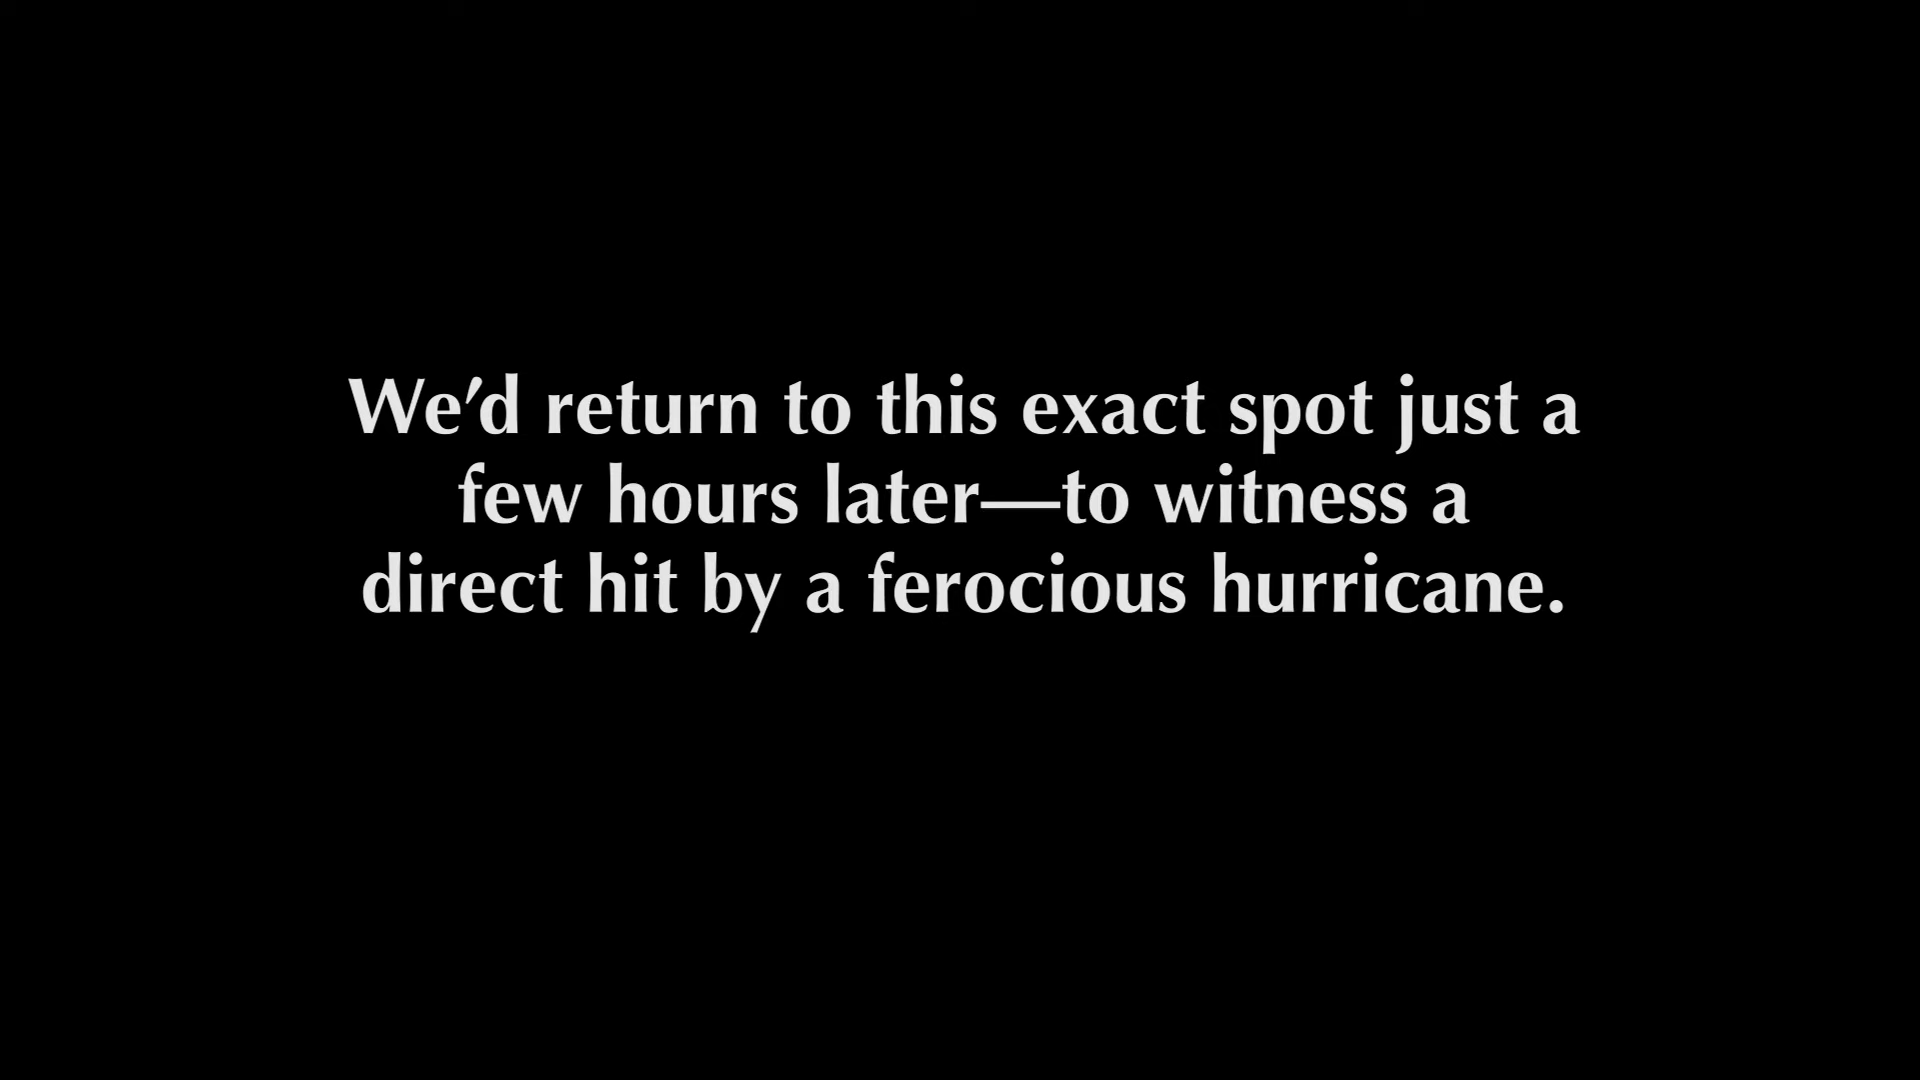 We’d return to this exact spot just a
few hours later—to witness a
direct hit by a ferocious hurricane.